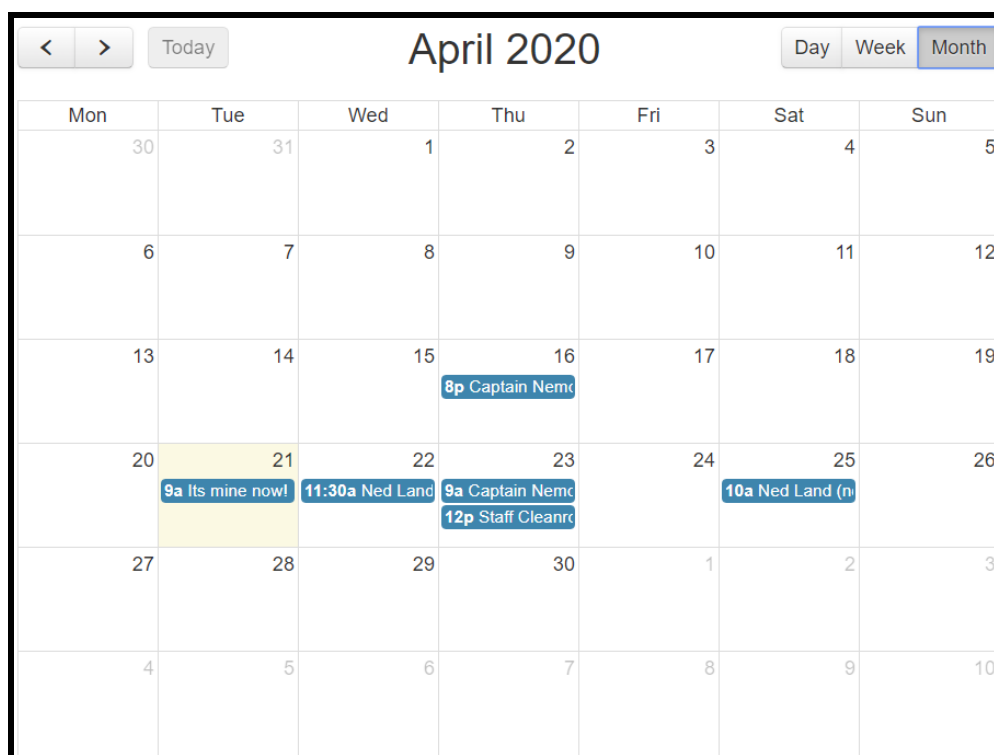 < > Today April 2020 Day Week Month
Mon Tue Wed Thu Fri Sat Sun
30 31 1 2 3 4 5
6 7 8 9 10 11 12
13 14 15 16 17 18 19
8p Captain Nemo
20 21 22 23 24 25 26
9a Its mine now! 11:30a Ned Land 9a Captain Nemo 10a Ned Land (n
12p Staff Cleanro
27 28 29 30 1 2 3
4 5 6 7 8 9 10